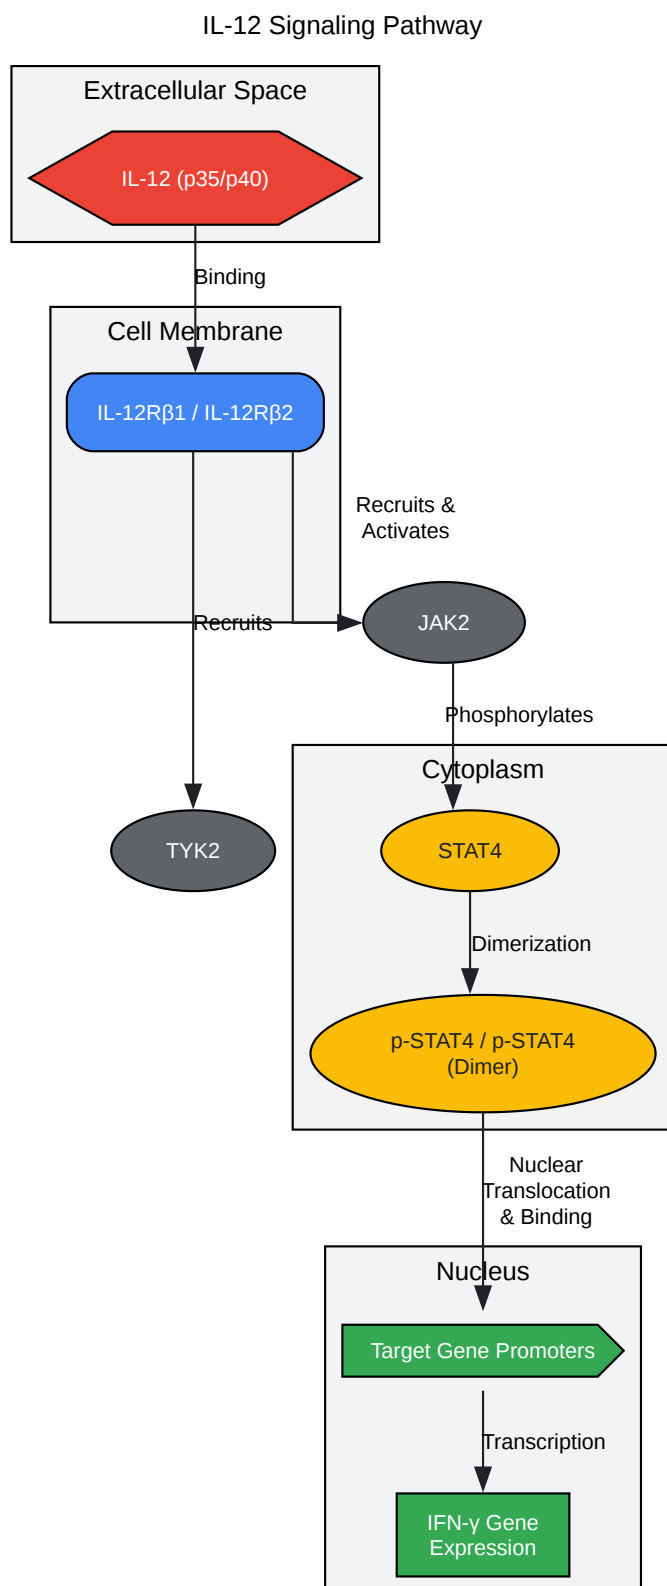 IL-12 Signaling Pathway
Extracellular Space
IL-12 (p35/p40)
Binding
Cell Membrane
IL-12Rβ1 / IL-12Rβ2
Recruits &
Activates
Recruits
JAK2
Phosphorylates
Cytoplasm
TYK2
STAT4
Dimerization
p-STAT4 / p-STAT4
(Dimer)
Nuclear
Translocation
& Binding
Nucleus
Target Gene Promoters
Transcription
IFN-γ Gene
Expression